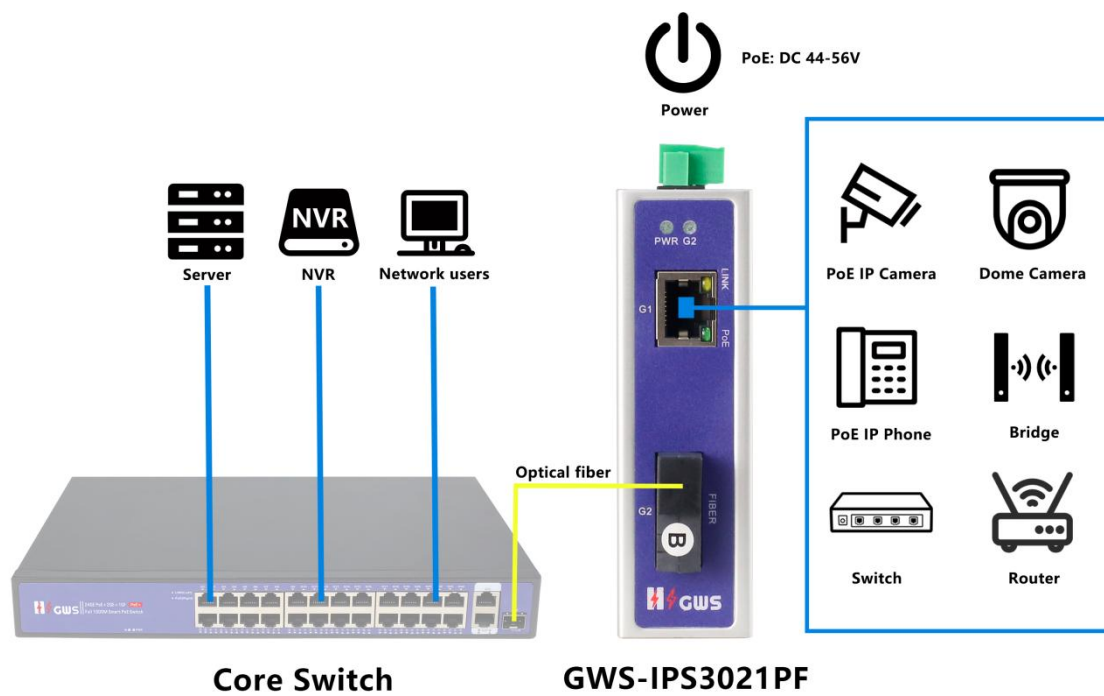 PoE: DC 44-56V
Power
NVR
Server
NVR
Network users
PWR G2
LINK
G1
PoE
PoE IP Camera
Dome Camera
PoE IP Phone
Bridge
Optical fiber
G2
FIBER
B
Switch
Router
GWS
GWS
Core Switch
GWS-IPS3021PF